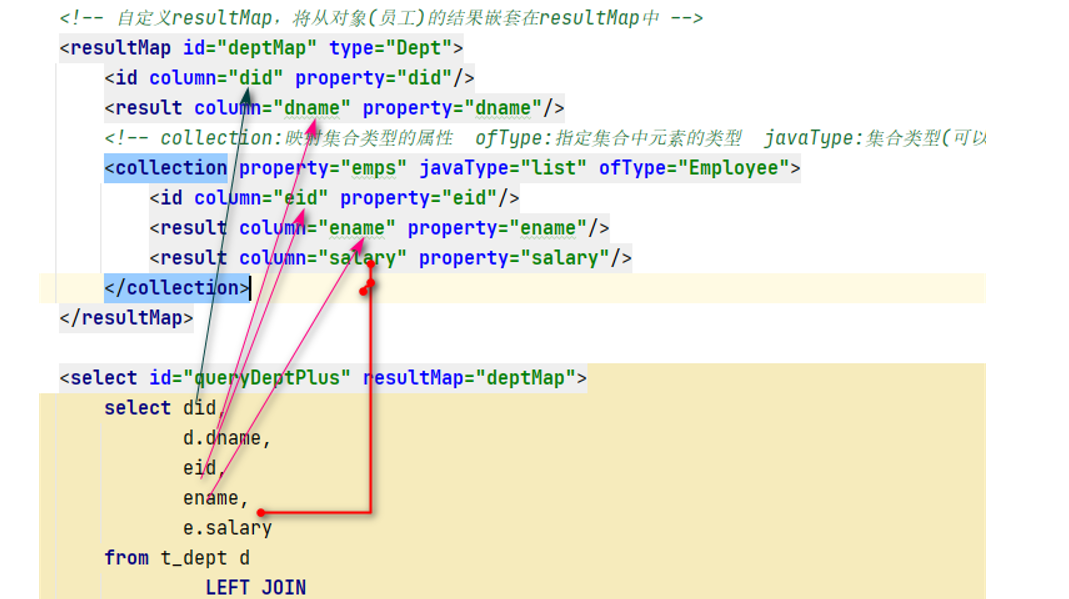 <!-- 自定义resultMap，将从对象(员工)的结果嵌套在resultMap中 -->
<resultMap id="deptMap" type="Dept">
<id column="did" property="did"/>
<result column="dname" property="dname"/>
<!-- collection:映射集合类型的属性  ofType:指定集合中元素的类型  javaType:集合类型(可以
<collection property="emps" javaType="list" ofType="Employee">
<id column="eid" property="eid"/>
<result column="ename" property="ename"/>
<result column="salary" property="salary"/>
</collection>
</resultMap>
<select id="queryDeptPlus" resultMap="deptMap">
select did,
d.dname,
eid,
ename,
e.salary
from t_dept d
LEFT JOIN